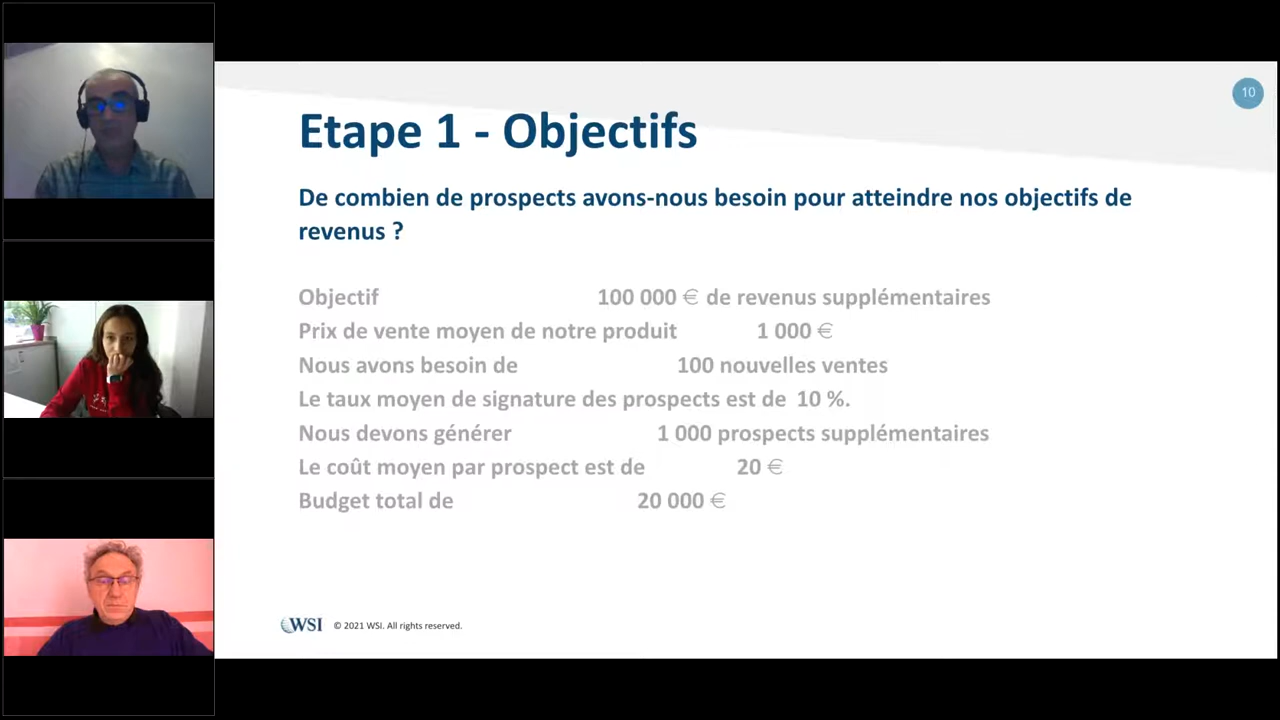 10
Etape 1 - Objectifs
De combien de prospects avons-nous besoin pour atteindre nos objectifs de
revenus ?
Objectif 100 000 € de revenus supplémentaires
Prix de vente moyen de notre produit 1 000 €
Nous avons besoin de 100 nouvelles ventes
Le taux moyen de signature des prospects est de 10 %.
Nous devons générer 1 000 prospects supplémentaires
Le coût moyen par prospect est de 20 €
Budget total de 20 000 €
WSI © 2021 WSI. All rights reserved.